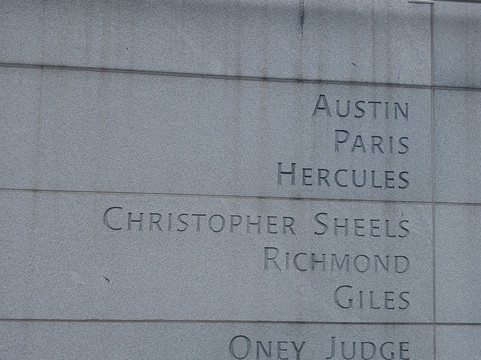 AUSTIN
PARIS
HERCULES
CHRISTOPHER SHEELS
RICHMOND
GILES
ONEY JUDGE